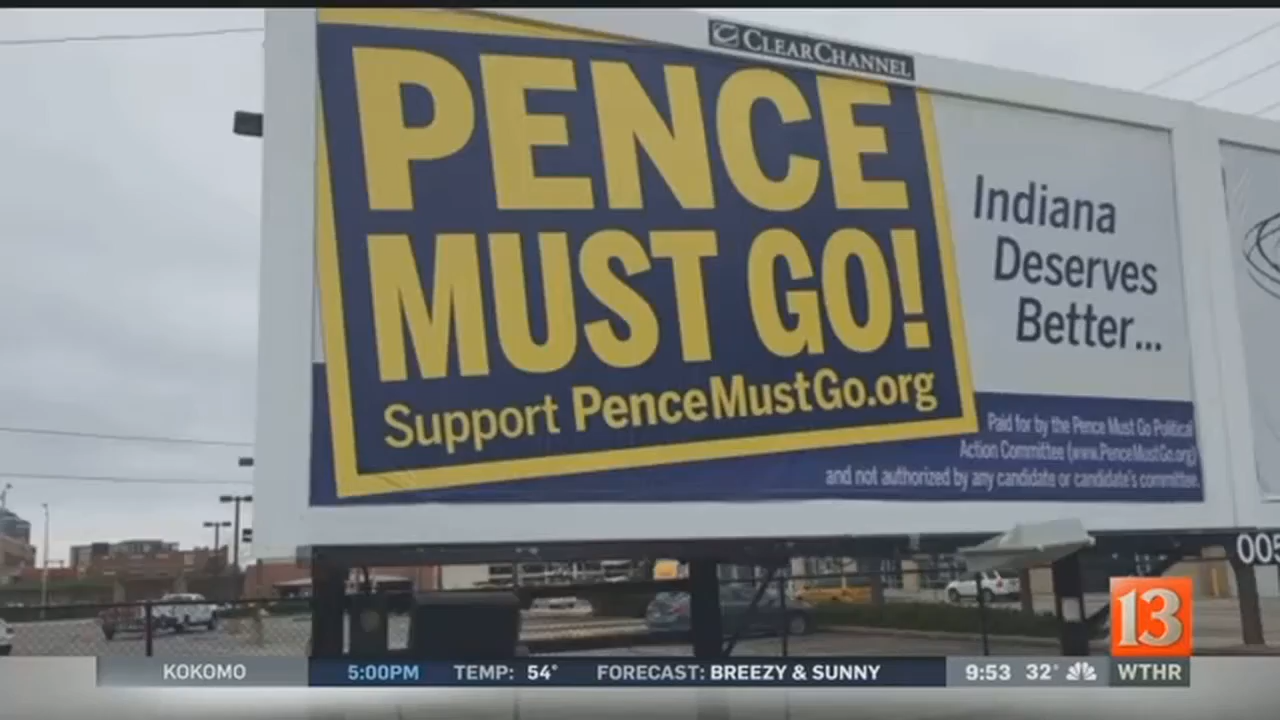 CLEARCHANNEL
PENCE
MUST GO!
Support PenceMustGo.org
Indiana
Deserves
Better...
Paid for by the Pence Must Go Political
Action Committee (www.PenceMustGo.org)
and not authorized by any candidate or candidate's committee.
005
13
KOKOMO 5:00PM TEMP: 54° FORECAST: BREEZY & SUNNY 9:53 32° WTHR